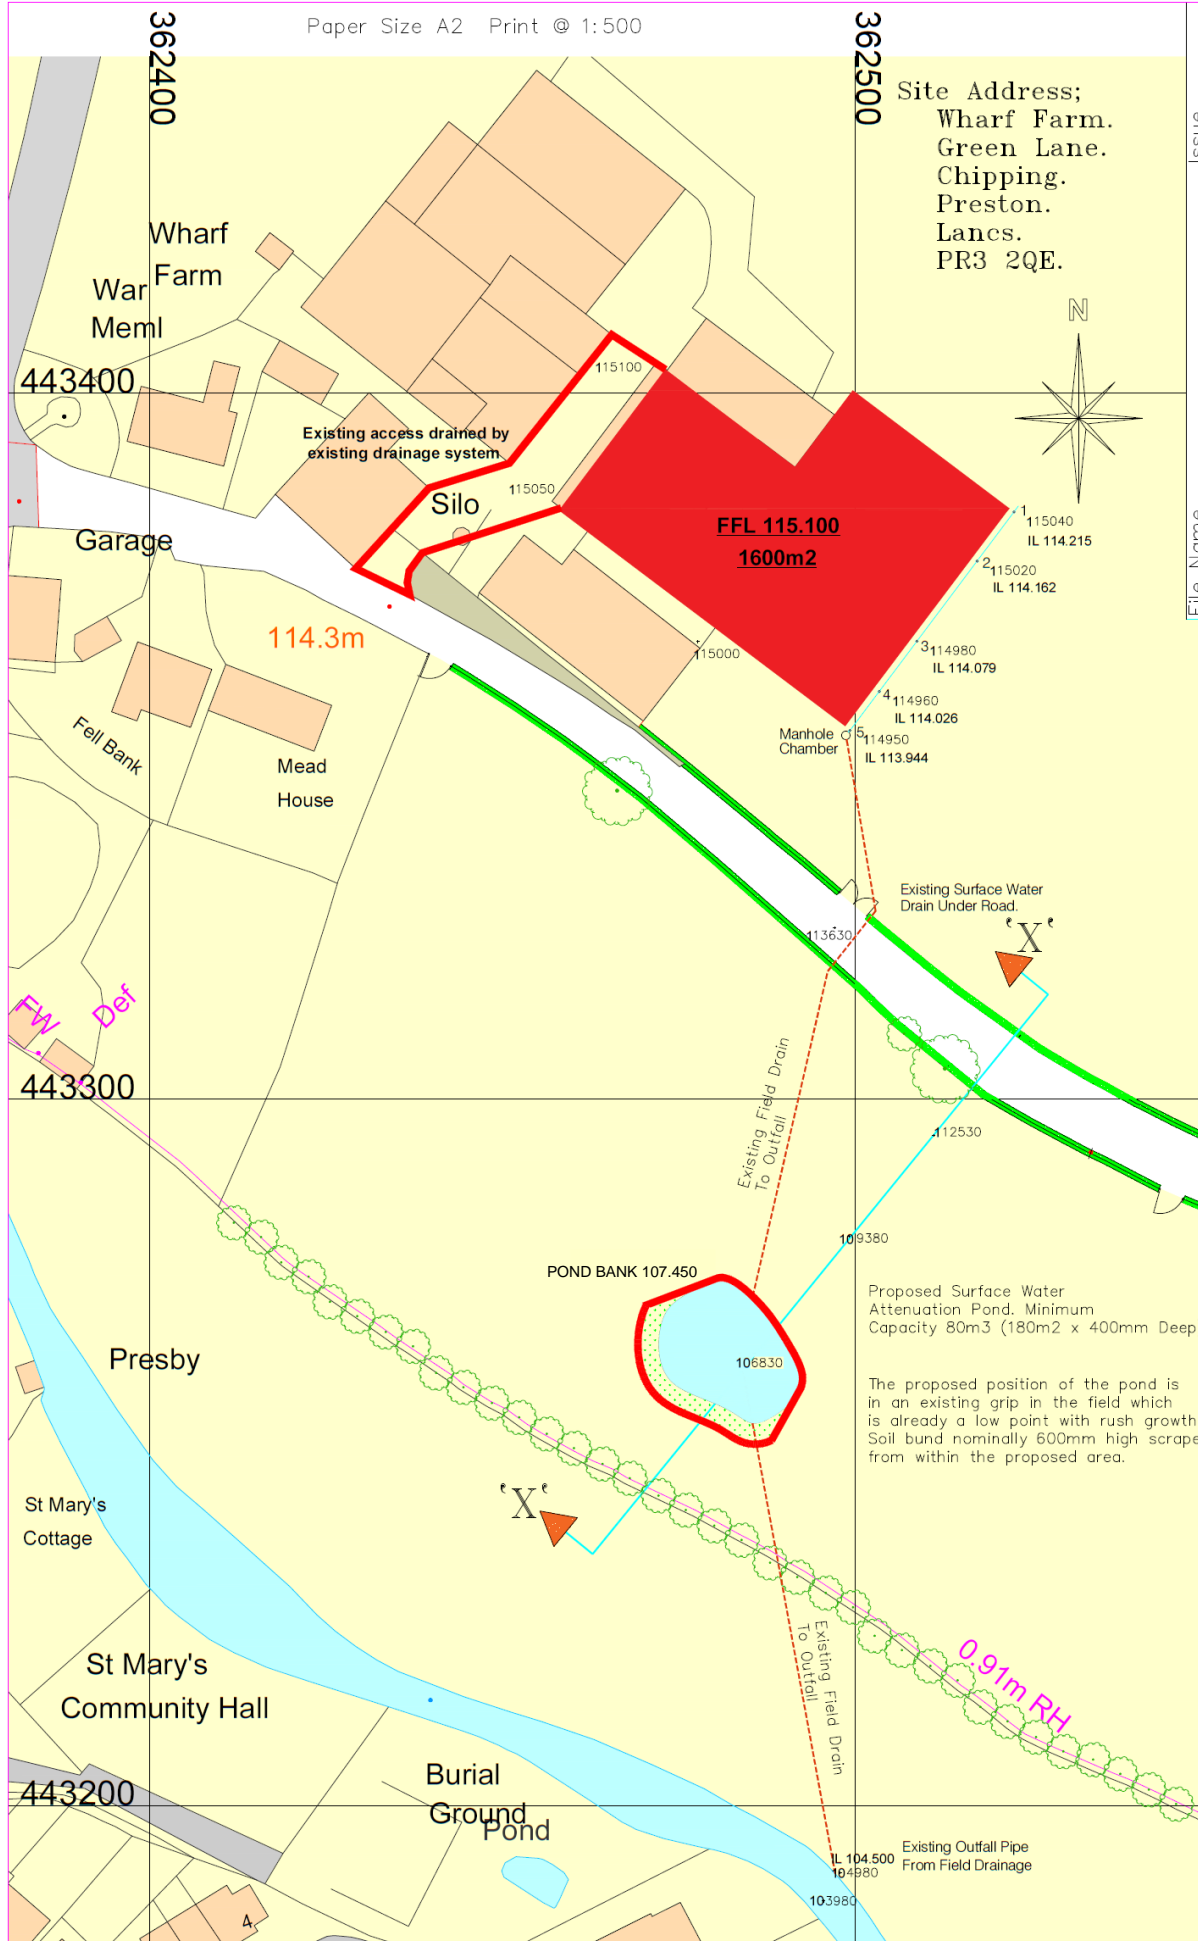 Paper Size A2 Print @ 1:500
362400
362500
Site Address;
Wharf Farm.
Green Lane.
Chipping.
Preston.
Lancs.
PR3 2QE.
Issue
File Name
N
Wharf
Farm
War
Meml
443400
115100
Existing access drained by
existing drainage system
115050
Silo
Garage
FFL 115.100
1600m2
1
115040
IL 114.215
2
115020
IL 114.162
3
114980
IL 114.079
4
114960
IL 114.026
5
114950
IL 113.944
Manhole
Chamber
115000
114.3m
Fell Bank
Mead
House
Existing Surface Water
Drain Under Road.
'X'
113630
FW
Def
443300
Existing Field Drain
To Outfall
112530
109380
POND BANK 107.450
Proposed Surface Water
Attenuation Pond. Minimum
Capacity 80m3 (180m2 x 400mm Deep
106830
The proposed position of the pond is
in an existing grip in the field which
is already a low point with rush growth
Soil bund nominally 600mm high scrape
from within the proposed area.
Presby
St Mary's
Cottage
'X'
Existing Field Drain
To Outfall
0.91m RH
St Mary's
Community Hall
443200
Burial
Ground
Pond
IL 104.500
104980
103980
Existing Outfall Pipe
From Field Drainage
4